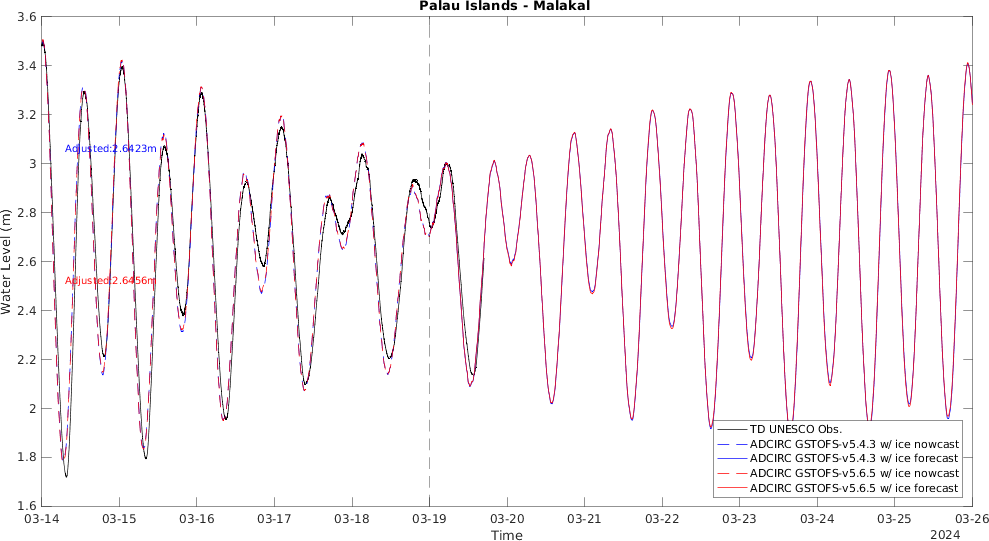 Palau Islands - Malakal
3.6
3.4
3.2
3
2.8
2.6
2.4
2.2
2
1.8
1.6
Water Level (m)
Adjusted:2.6423m
Adjusted:2.6456m
TD UNESCO Obs.
ADCIRC GSTOFS-v5.4.3 w/ ice nowcast
ADCIRC GSTOFS-v5.4.3 w/ ice forecast
ADCIRC GSTOFS-v5.6.5 w/ ice nowcast
ADCIRC GSTOFS-v5.6.5 w/ ice forecast
03-14 03-15 03-16 03-17 03-18 03-19 03-20 03-21 03-22 03-23 03-24 03-25 03-26
Time
2024